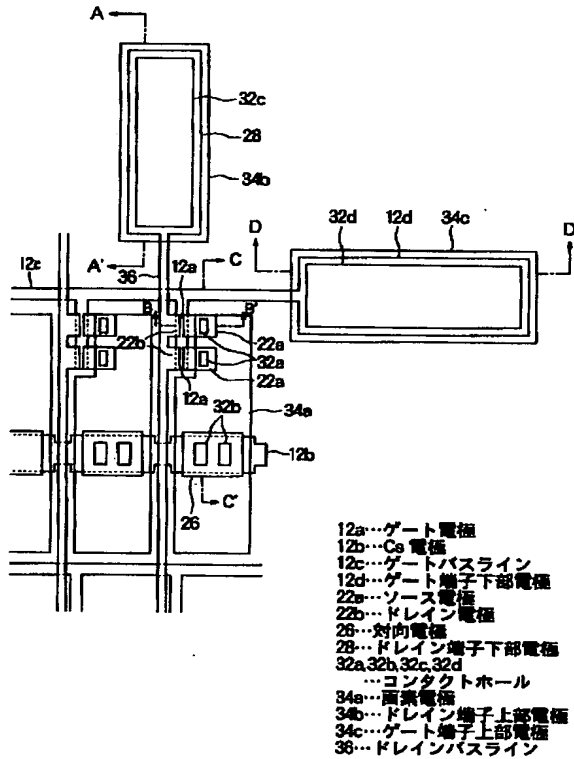 A
32c
28
34b
32d
12d
34c
D
D
A'
12c
36
12a
C
B
B'
22b
22a
32a
22a
12a
34a
32b
12b
26
C'
12a…ゲート電極
12b…Cs電極
12c…ゲートバスライン
12d…ゲート端子下部電極
22a…ソース電極
22b…ドレイン電極
26…対向電極
28…ドレイン端子下部電極
32a,32b,32c,32d
…コンタクトホール
34a…画素電極
34b…ドレイン端子上部電極
34c…ゲート端子上部電極
36…ドレインバスライン